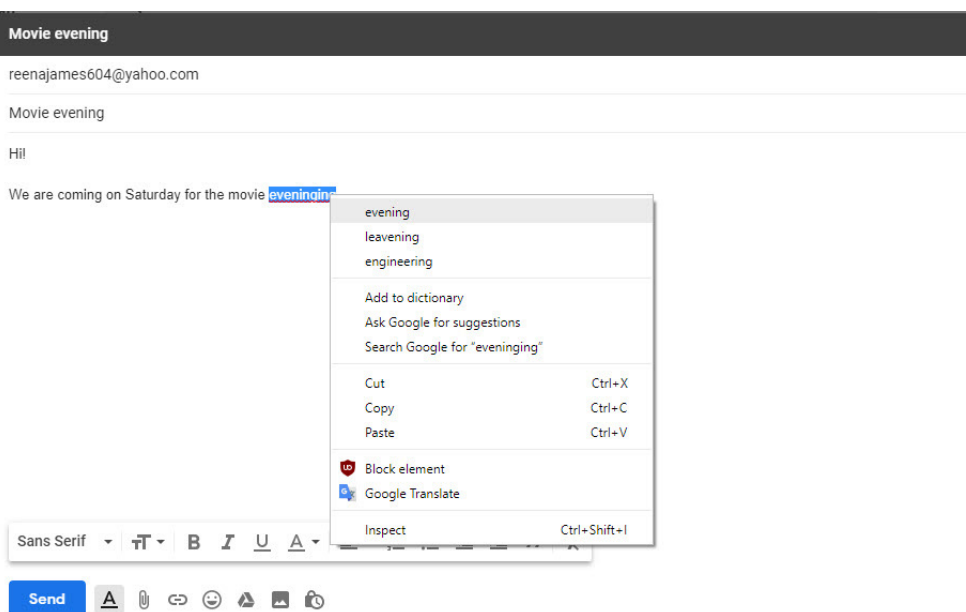 Movie evening
reenajames604@yahoo.com
Movie evening
Hi!
We are coming on Saturday for the movie eveninging
evening
leavening
engineering
Add to dictionary
Ask Google for suggestions
Search Google for “eveninging”
Cut Ctrl+X
Copy Ctrl+C
Paste Ctrl+V
Block element
Google Translate
Inspect Ctrl+Shift+I
Sans Serif B I U A
Send A